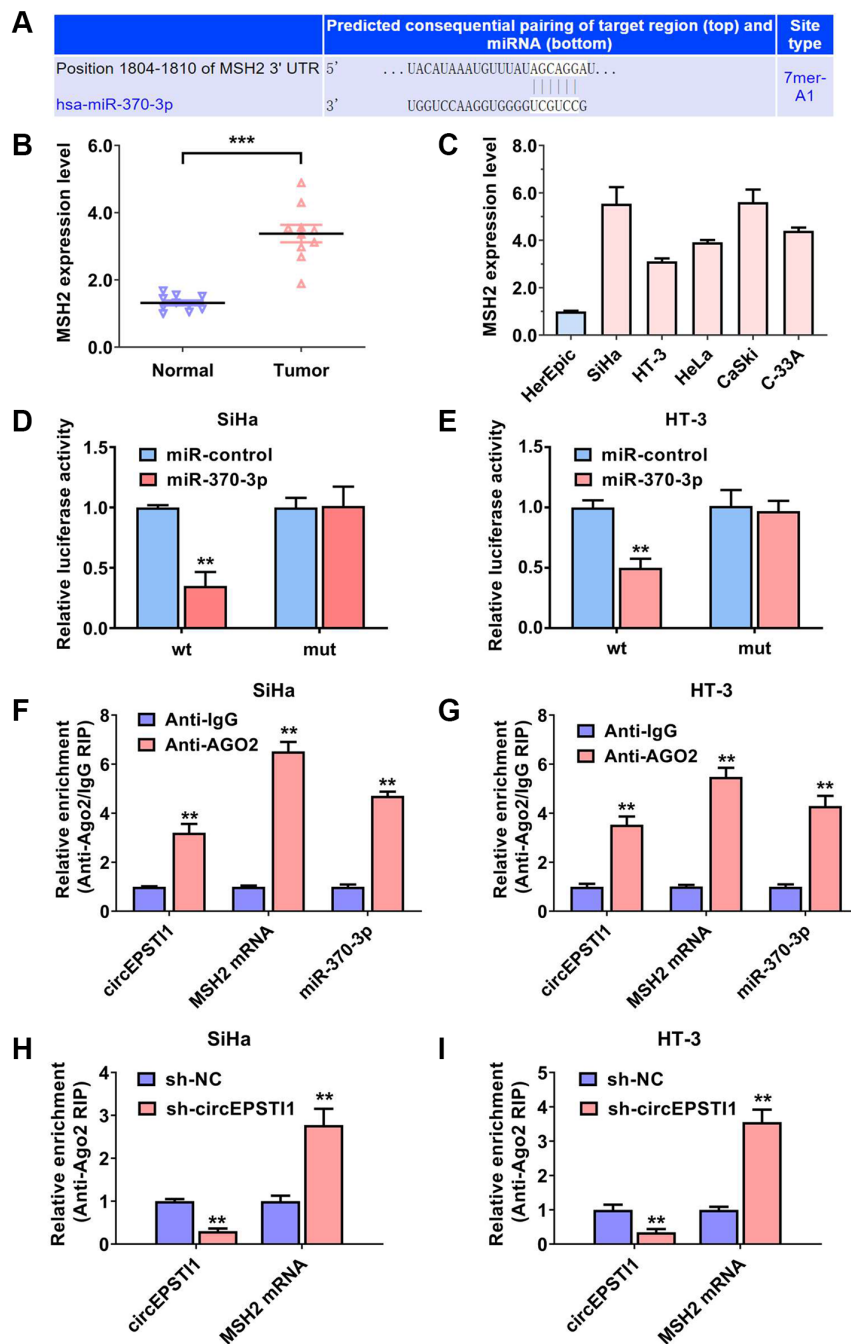 A
Predicted consequential pairing of target region (top) and miRNA (bottom)
Site type
Position 1804-1810 of MSH2 3' UTR 5' ...UACAUAAAUGUUUAUAGCAGGAU...
hsa-miR-370-3p 3' UGGUCCAAGGUGGGGUCGUCCG
7mer-A1
B
MSH2 expression level
6.0
4.0
2.0
0.0
***
Normal
Tumor
C
MSH2 expression level
8.0
6.0
4.0
2.0
0.0
HerEpic
SiHa
HT-3
HeLa
CaSki
C-33A
D
SiHa
Relative luciferase activity
1.5
1.0
0.5
0.0
miR-control
miR-370-3p
**
wt
mut
E
HT-3
Relative luciferase activity
1.5
1.0
0.5
0.0
miR-control
miR-370-3p
**
wt
mut
F
SiHa
Relative enrichment
(Anti-Ago2/IgG RIP)
8
6
4
2
0
Anti-IgG
Anti-AGO2
**
**
**
circEPSTI1
MSH2 mRNA
miR-370-3p
G
HT-3
Relative enrichment
(Anti-Ago2/IgG RIP)
8
6
4
2
0
Anti-IgG
Anti-AGO2
**
**
**
circEPSTI1
MSH2 mRNA
miR-370-3p
H
SiHa
Relative enrichment
(Anti-Ago2 RIP)
4
3
2
1
0
sh-NC
sh-circEPSTI1
**
**
circEPSTI1
MSH2 mRNA
I
HT-3
Relative enrichment
(Anti-Ago2 RIP)
5
4
3
2
1
0
sh-NC
sh-circEPSTI1
**
**
circEPSTI1
MSH2 mRNA